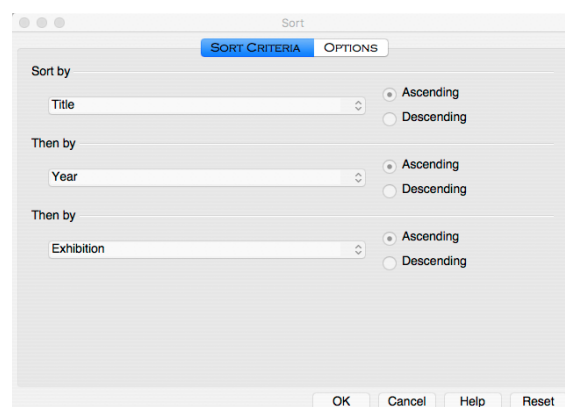 Sort
SORT CRITERIA OPTIONS
Sort by
Title
Ascending
Descending
Then by
Year
Ascending
Descending
Then by
Exhibition
Ascending
Descending
OK Cancel Help Reset